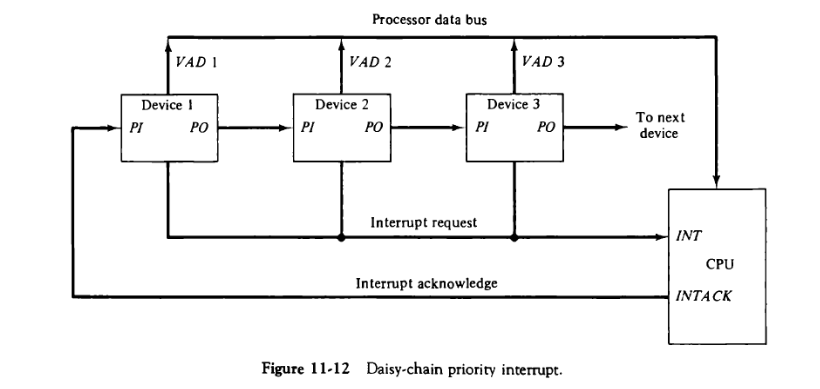 Processor data bus
VAD 1
VAD 2
VAD 3
Device 1
PI PO
Device 2
PI PO
Device 3
PI PO
To next
device
Interrupt request
INT
CPU
Interrupt acknowledge
INTACK
Figure 11-12 Daisy-chain priority interrupt.